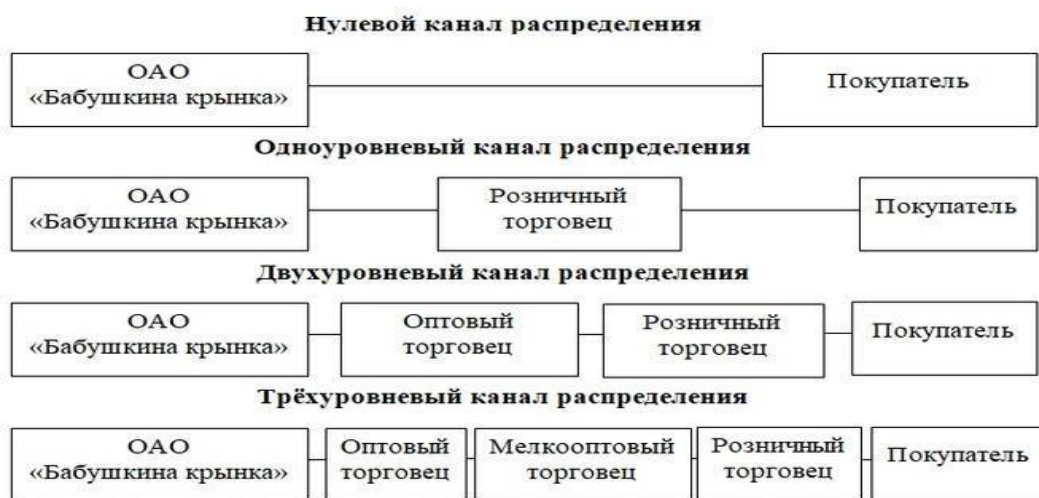 Нулевой канал распределения
ОАО
«Бабушкина крынка»
Покупатель
Одноуровневый канал распределения
ОАО
«Бабушкина крынка»
Розничный
торговец
Покупатель
Двухуровневый канал распределения
ОАО
«Бабушкина крынка»
Оптовый
торговец
Розничный
торговец
Покупатель
Трёхуровневый канал распределения
ОАО
«Бабушкина крынка»
Оптовый
торговец
Мелкооптовый
торговец
Розничный
торговец
Покупатель